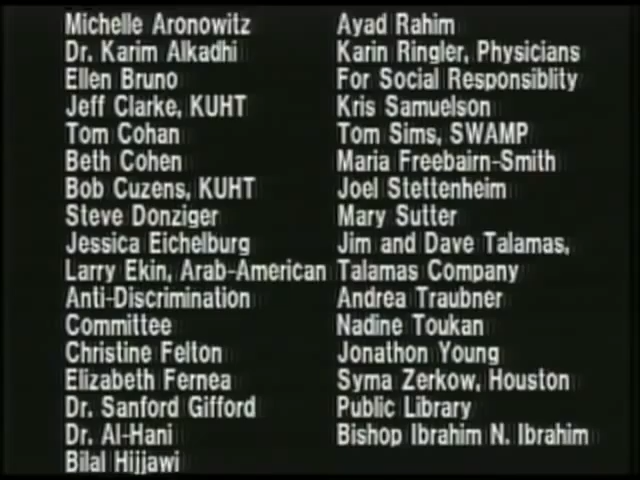 Michelle Aronowitz
Dr. Karim Alkadhi
Ellen Bruno
Jeff Clarke, KUHT
Tom Cohan
Beth Cohen
Bob Cuzens, KUHT
Steve Donziger
Jessica Eichelburg
Larry Ekin, Arab-American
Anti-Discrimination
Committee
Christine Felton
Elizabeth Fernea
Dr. Sanford Gifford
Dr. Al-Hani
Bilal Hijjawi
Ayad Rahim
Karin Ringler, Physicians
For Social Responsiblity
Kris Samuelson
Tom Sims, SWAMP
Maria Freebairn-Smith
Joel Stettenheim
Mary Sutter
Jim and Dave Talamas,
Talamas Company
Andrea Traubner
Nadine Toukan
Jonathon Young
Syma Zerkow, Houston
Public Library
Bishop Ibrahim N. Ibrahim